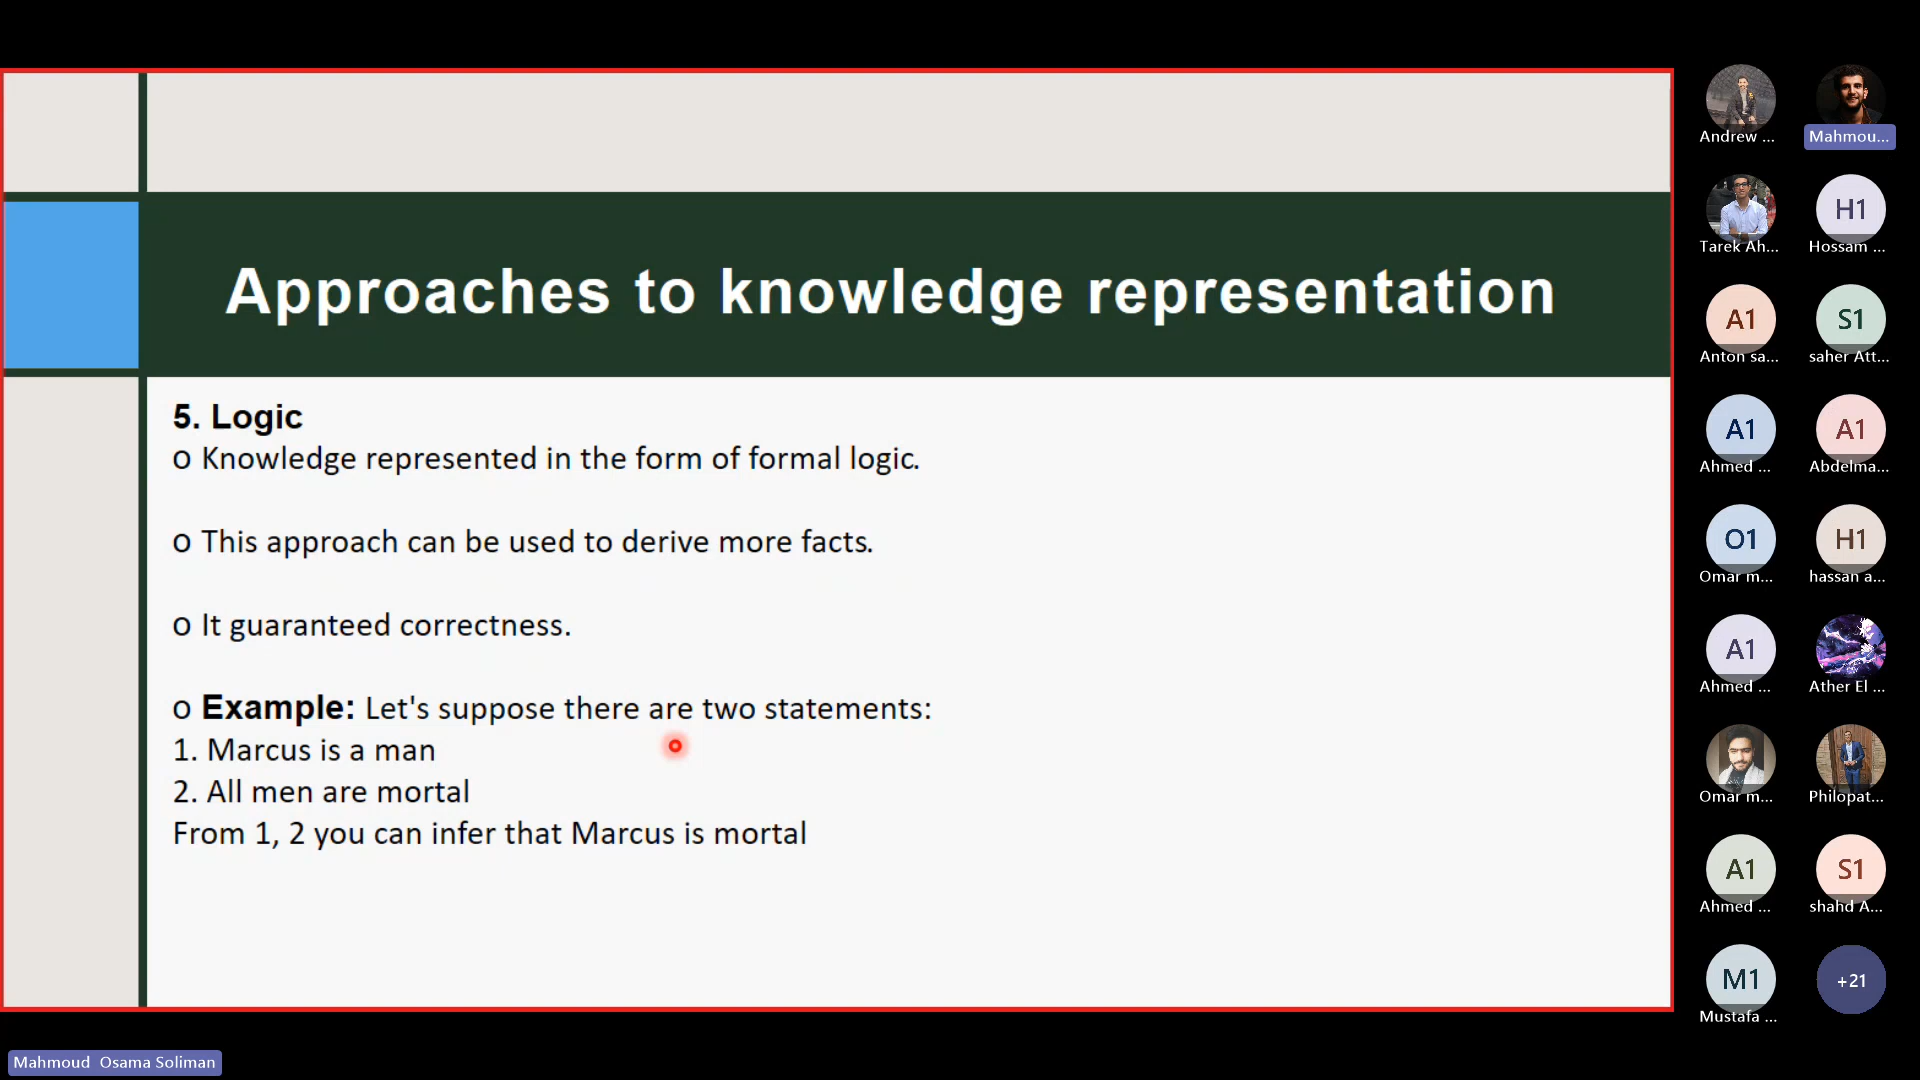 Approaches to knowledge representation
5. Logic
o Knowledge represented in the form of formal logic.
o This approach can be used to derive more facts.
o It guaranteed correctness.
o Example: Let's suppose there are two statements:
1. Marcus is a man
2. All men are mortal
From 1, 2 you can infer that Marcus is mortal
Andrew ...
Mahmou...
Tarek Ah...
H1
Hossam ...
A1
Anton sa...
S1
saher Att...
A1
Ahmed ...
A1
Abdelma...
O1
Omar m...
H1
hassan a...
A1
Ahmed ...
Ather El ...
Omar m...
Philopat...
A1
Ahmed ...
S1
shahd A...
M1
Mustafa ...
+21
Mahmoud Osama Soliman